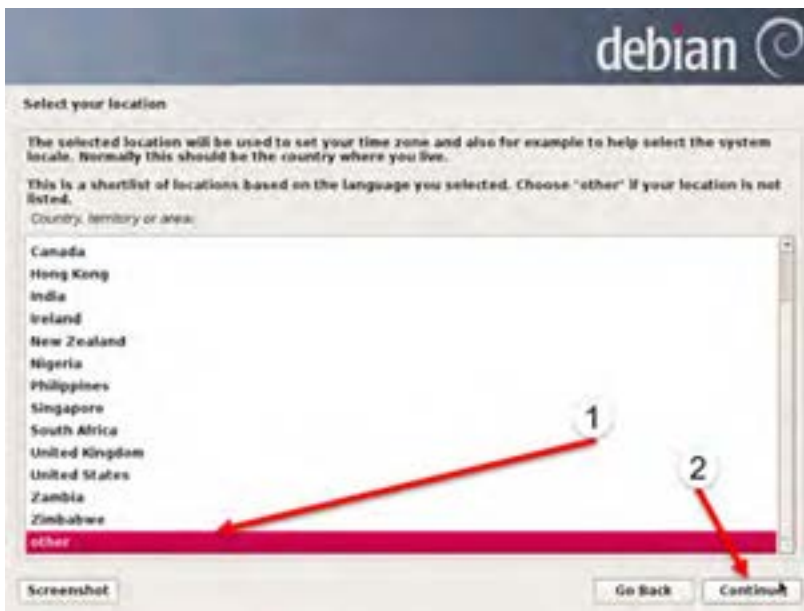 debian
Select your location
The selected location will be used to set your time zone and also for example to help select the system
locale. Normally this should be the country where you live.
This is a shortlist of locations based on the language you selected. Choose "other" if your location is not
listed.
Country, territory or area:
Canada
Hong Kong
India
Ireland
New Zealand
Nigeria
Philippines
Singapore
South Africa
1
United Kingdom
United States
2
Zambia
Zimbabwe
other
Screenshot
Go Back
Continue